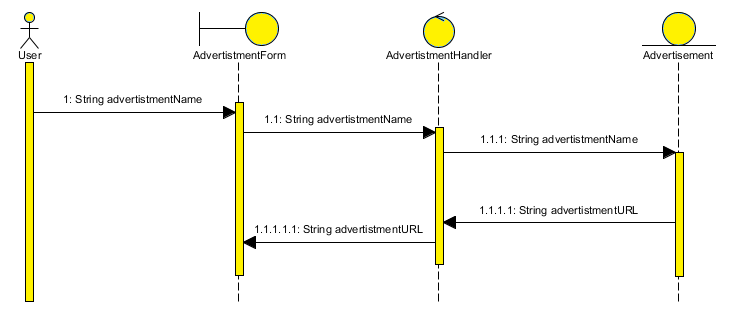 User
AdvertistmentForm
AdvertistmentHandler
Advertisement
1: String advertistmentName
1.1: String advertistmentName
1.1.1: String advertistmentName
1.1.1.1: String advertistmentURL
1.1.1.1.1: String advertistmentURL